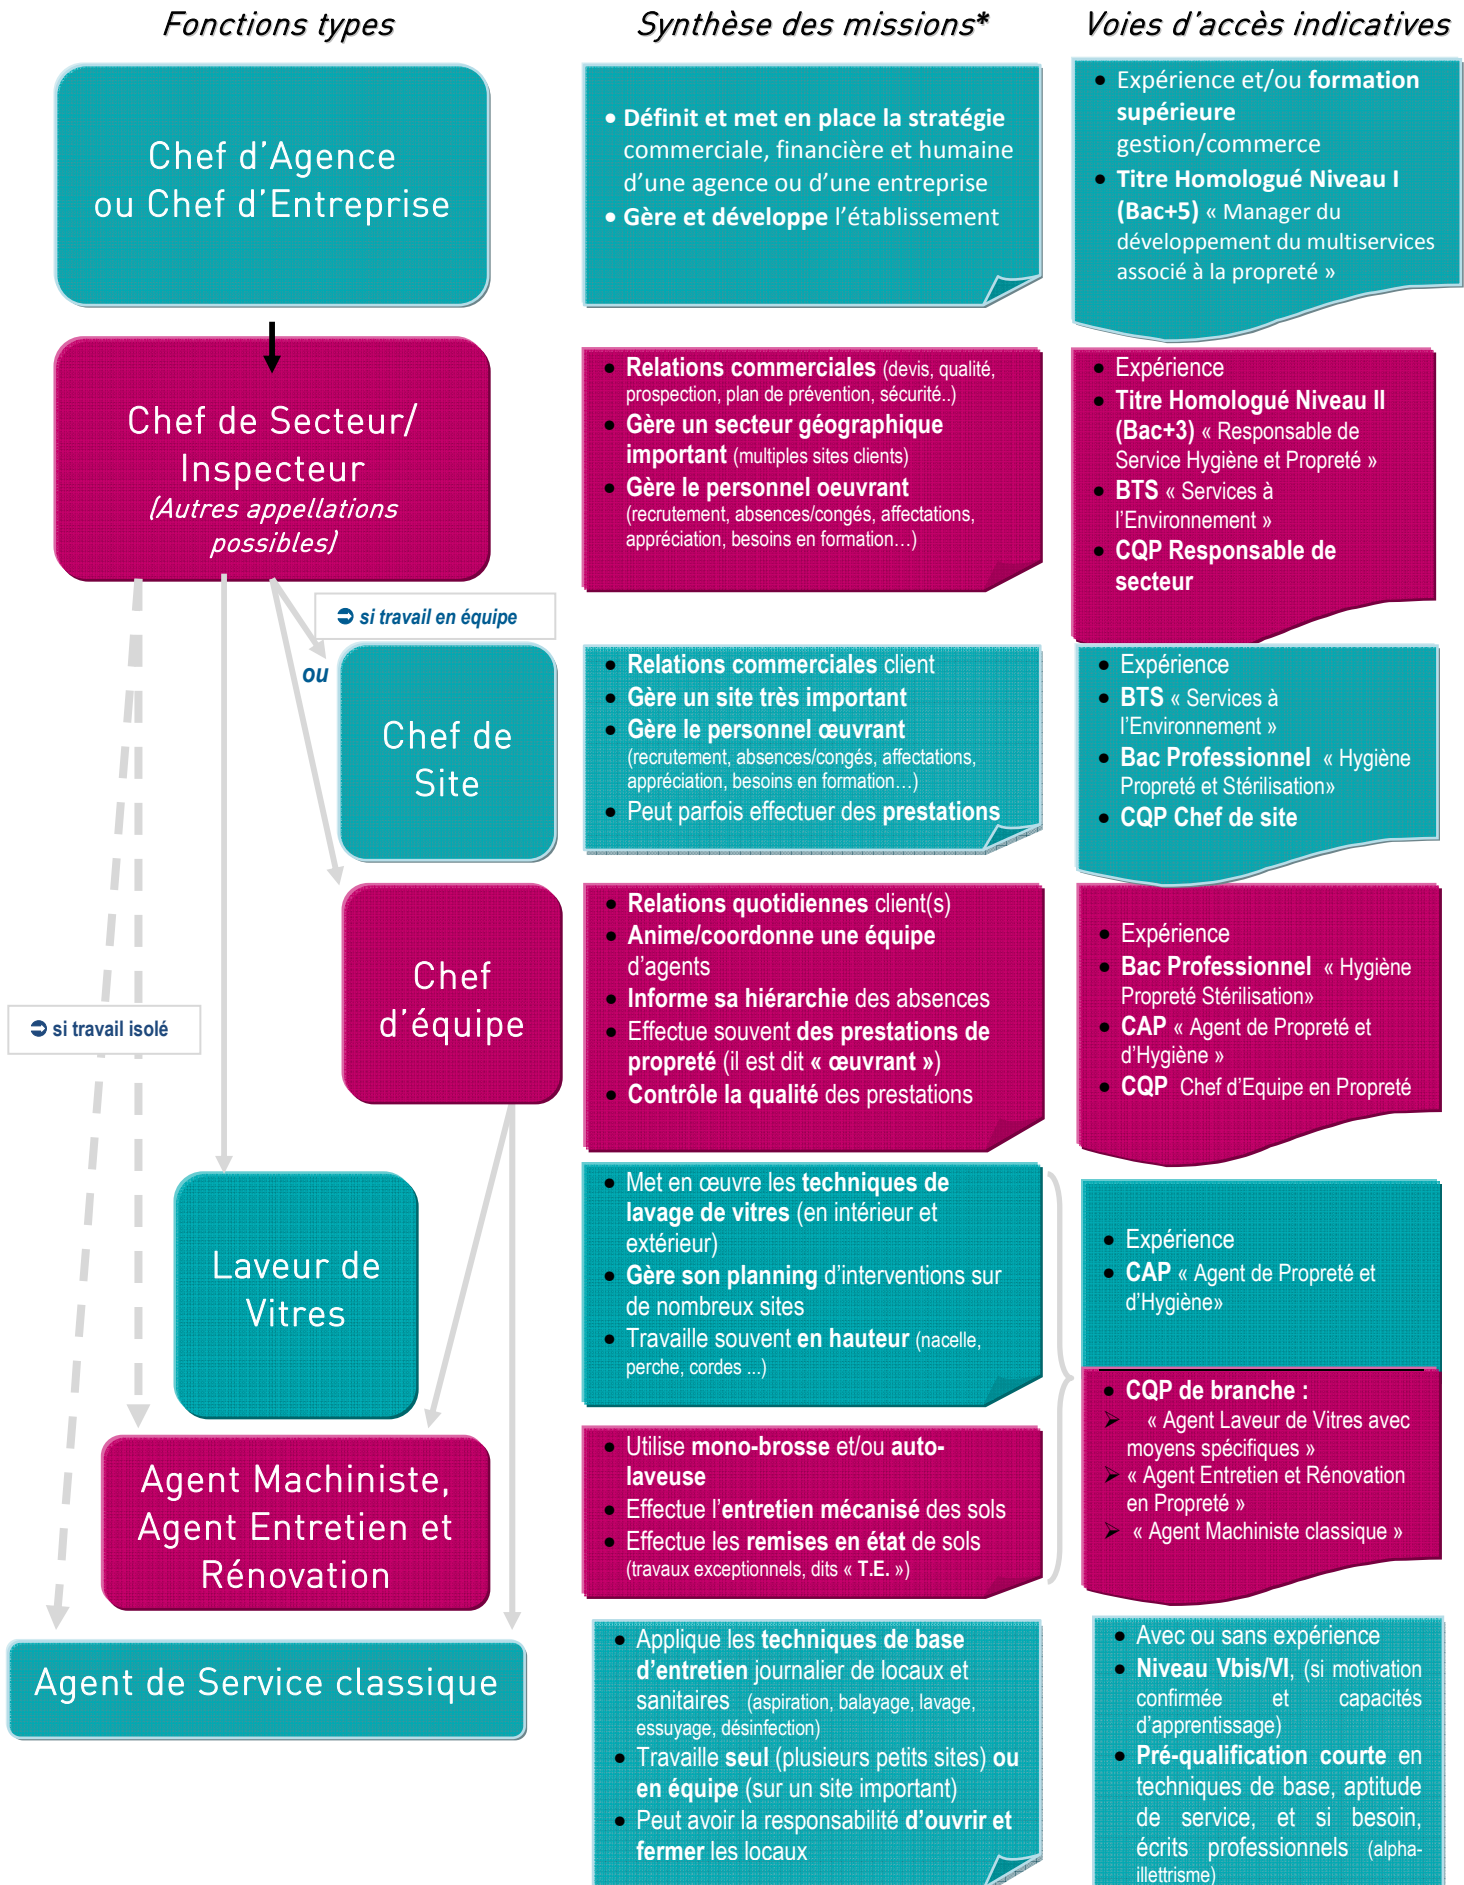 Fonctions types
Synthèse des missions*
Voies d'accès indicatives
Chef d'Agence
ou Chef d'Entreprise
• Définit et met en place la stratégie
commerciale, financière et humaine
d'une agence ou d'une entreprise
• Gère et développe l'établissement
• Expérience et/ou formation
supérieure
gestion/commerce
• Titre Homologué Niveau I
(Bac+5) « Manager du
développement du multiservices
associé à la propreté »
Chef de Secteur/
Inspecteur
(Autres appellations
possibles)
• Relations commerciales (devis, qualité,
prospection, plan de prévention, sécurité..)
• Gère un secteur géographique
important (multiples sites clients)
• Gère le personnel oeuvrant
(recrutement, absences/congés, affectations,
appréciation, besoins en formation…)
• Expérience
• Titre Homologué Niveau II
(Bac+3) « Responsable de
Service Hygiène et Propreté »
• BTS « Services à
l'Environnement »
• CQP Responsable de
secteur
➲ si travail en équipe
ou
Chef de
Site
• Relations commerciales client
• Gère un site très important
• Gère le personnel œuvrant
(recrutement, absences/congés, affectations,
appréciation, besoins en formation…)
• Peut parfois effectuer des prestations
• Expérience
• BTS « Services à
l'Environnement »
• Bac Professionnel « Hygiène
Propreté et Stérilisation»
• CQP Chef de site
Chef
d'équipe
• Relations quotidiennes client(s)
• Anime/coordonne une équipe
d'agents
• Informe sa hiérarchie des absences
• Effectue souvent des prestations de
propreté (il est dit « œuvrant »)
• Contrôle la qualité des prestations
• Expérience
• Bac Professionnel « Hygiène
Propreté Stérilisation»
• CAP « Agent de Propreté et
d'Hygiène »
• CQP Chef d'Equipe en Propreté
➲ si travail isolé
Laveur de
Vitres
• Met en œuvre les techniques de
lavage de vitres (en intérieur et
extérieur)
• Gère son planning d'interventions sur
de nombreux sites
• Travaille souvent en hauteur (nacelle,
perche, cordes ...)
• Expérience
• CAP « Agent de Propreté et
d'Hygiène»
Agent Machiniste,
Agent Entretien et
Rénovation
• Utilise mono-brosse et/ou auto-
laveuse
• Effectue l'entretien mécanisé des sols
• Effectue les remises en état de sols
(travaux exceptionnels, dits « T.E. »)
• CQP de branche :
➢ « Agent Laveur de Vitres avec
moyens spécifiques »
➢ « Agent Entretien et Rénovation
en Propreté »
➢ « Agent Machiniste classique »
Agent de Service classique
• Applique les techniques de base
d'entretien journalier de locaux et
sanitaires (aspiration, balayage, lavage,
essuyage, désinfection)
• Travaille seul (plusieurs petits sites) ou
en équipe (sur un site important)
• Peut avoir la responsabilité d'ouvrir et
fermer les locaux
• Avec ou sans expérience
• Niveau Vbis/VI, (si motivation
confirmée et capacités
d'apprentissage)
• Pré-qualification courte en
techniques de base, aptitude
de service, et si besoin,
écrits professionnels (alpha-
illettrisme)